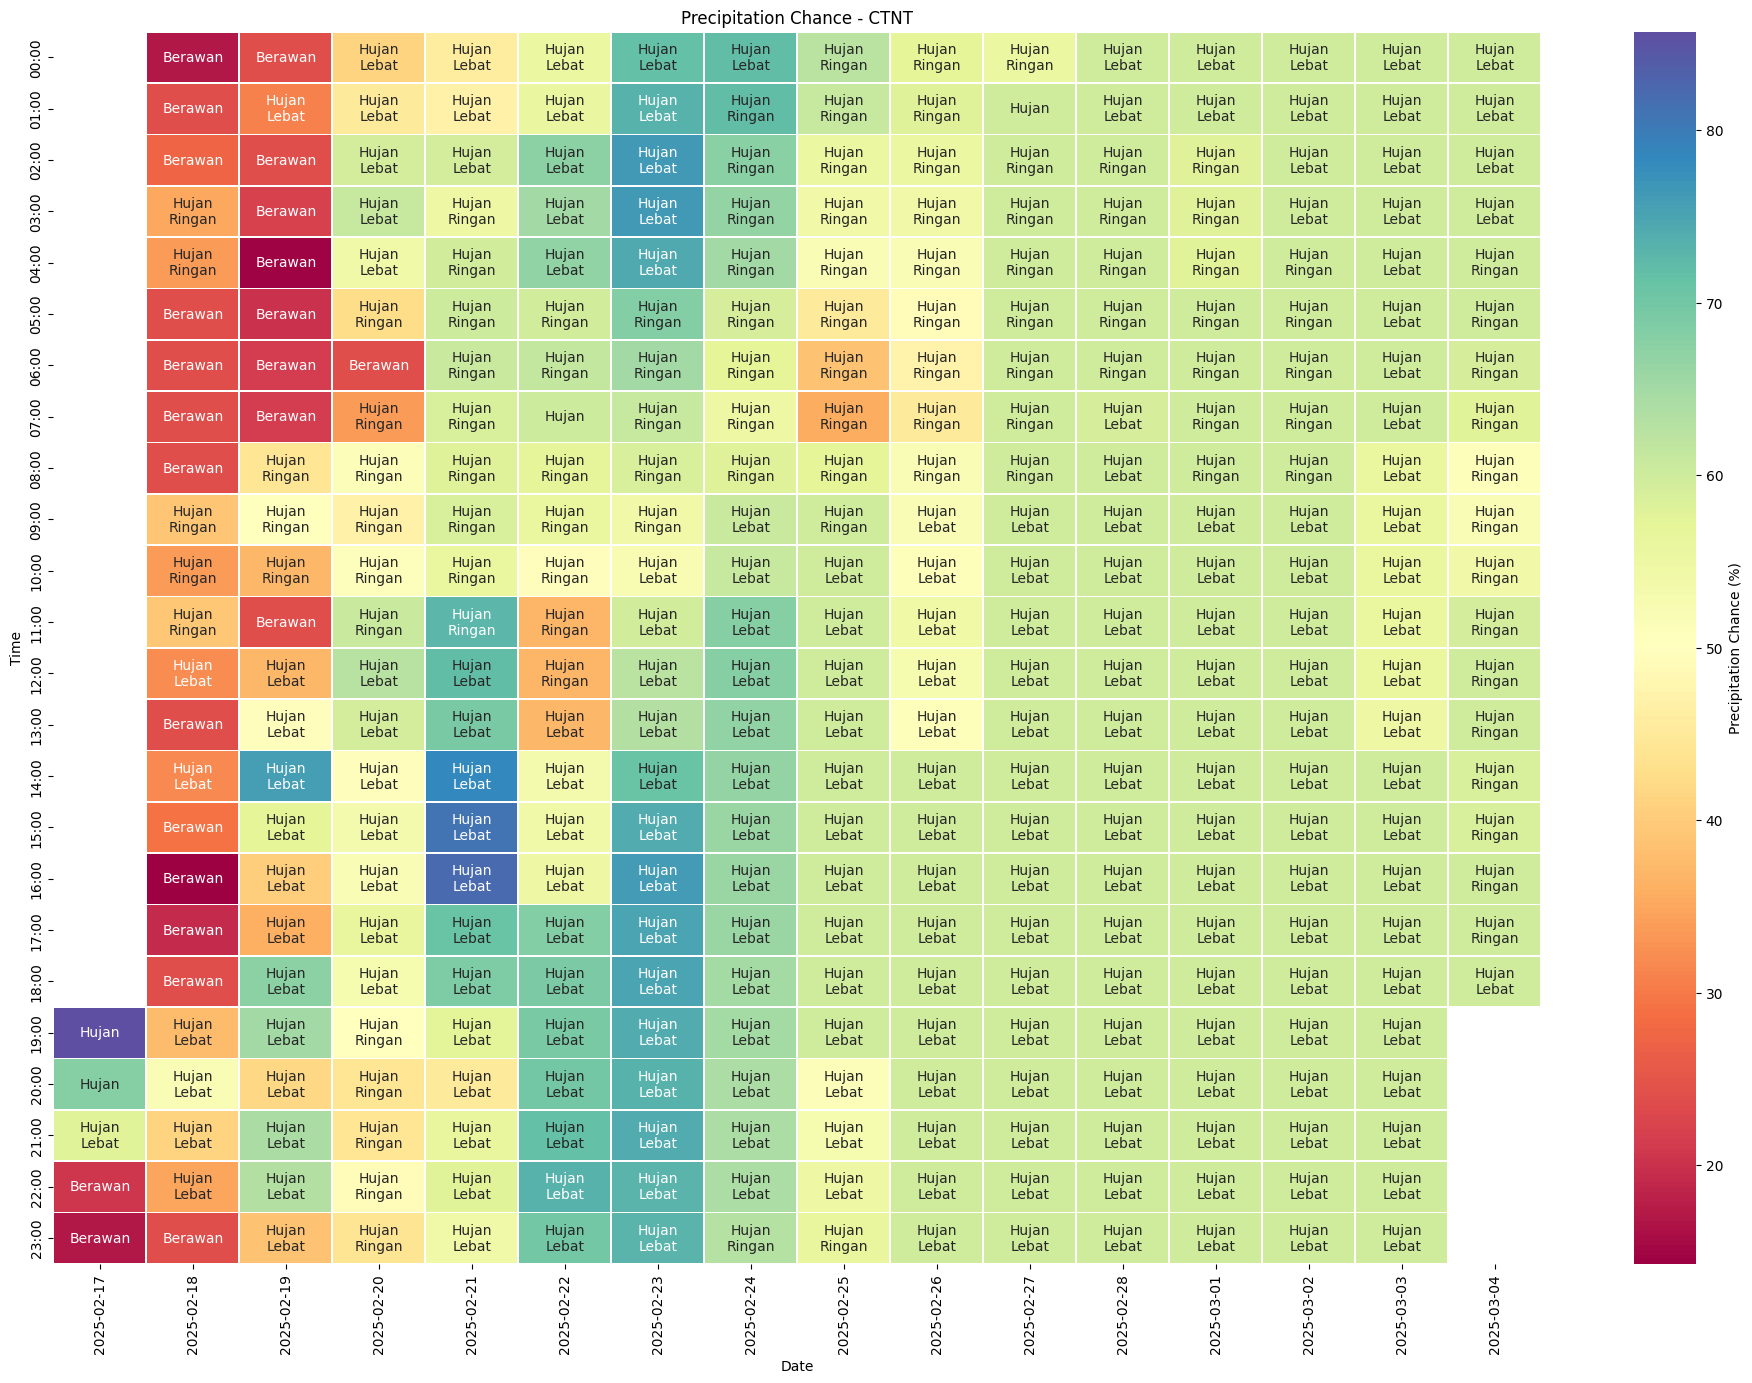 Precipitation Chance - CTNT
00:00 Berawan Berawan Hujan Lebat Hujan Lebat Hujan Lebat Hujan Lebat Hujan Lebat Hujan Ringan Hujan Ringan Hujan Ringan Hujan Lebat Hujan Lebat Hujan Lebat Hujan Lebat Hujan Lebat
01:00 Berawan Hujan Lebat Hujan Lebat Hujan Lebat Hujan Lebat Hujan Lebat Hujan Ringan Hujan Ringan Hujan Ringan Hujan Hujan Lebat Hujan Lebat Hujan Lebat Hujan Lebat Hujan Lebat
02:00 Berawan Berawan Hujan Lebat Hujan Lebat Hujan Lebat Hujan Lebat Hujan Ringan Hujan Ringan Hujan Ringan Hujan Ringan Hujan Ringan Hujan Ringan Hujan Lebat Hujan Lebat Hujan Lebat
03:00 Hujan Ringan Berawan Hujan Lebat Hujan Ringan Hujan Lebat Hujan Lebat Hujan Ringan Hujan Ringan Hujan Ringan Hujan Ringan Hujan Ringan Hujan Ringan Hujan Lebat Hujan Lebat Hujan Lebat
04:00 Hujan Ringan Berawan Hujan Lebat Hujan Ringan Hujan Lebat Hujan Lebat Hujan Ringan Hujan Ringan Hujan Ringan Hujan Ringan Hujan Ringan Hujan Ringan Hujan Ringan Hujan Lebat Hujan Ringan
05:00 Berawan Berawan Hujan Ringan Hujan Ringan Hujan Ringan Hujan Ringan Hujan Ringan Hujan Ringan Hujan Ringan Hujan Ringan Hujan Ringan Hujan Ringan Hujan Ringan Hujan Lebat Hujan Ringan
06:00 Berawan Berawan Berawan Hujan Ringan Hujan Ringan Hujan Ringan Hujan Ringan Hujan Ringan Hujan Ringan Hujan Ringan Hujan Ringan Hujan Ringan Hujan Ringan Hujan Lebat Hujan Ringan
07:00 Berawan Berawan Hujan Ringan Hujan Ringan Hujan Hujan Ringan Hujan Ringan Hujan Ringan Hujan Ringan Hujan Ringan Hujan Lebat Hujan Ringan Hujan Ringan Hujan Lebat Hujan Ringan
08:00 Berawan Hujan Ringan Hujan Ringan Hujan Ringan Hujan Ringan Hujan Ringan Hujan Ringan Hujan Ringan Hujan Ringan Hujan Ringan Hujan Lebat Hujan Ringan Hujan Ringan Hujan Lebat Hujan Ringan
09:00 Hujan Ringan Hujan Ringan Hujan Ringan Hujan Ringan Hujan Ringan Hujan Ringan Hujan Lebat Hujan Ringan Hujan Lebat Hujan Lebat Hujan Lebat Hujan Lebat Hujan Lebat Hujan Lebat Hujan Ringan
10:00 Hujan Ringan Hujan Ringan Hujan Ringan Hujan Ringan Hujan Ringan Hujan Lebat Hujan Lebat Hujan Lebat Hujan Lebat Hujan Lebat Hujan Lebat Hujan Lebat Hujan Lebat Hujan Lebat Hujan Ringan
11:00 Hujan Ringan Berawan Hujan Ringan Hujan Ringan Hujan Ringan Hujan Lebat Hujan Lebat Hujan Lebat Hujan Lebat Hujan Lebat Hujan Lebat Hujan Lebat Hujan Lebat Hujan Lebat Hujan Ringan
12:00 Hujan Lebat Hujan Lebat Hujan Lebat Hujan Lebat Hujan Ringan Hujan Lebat Hujan Lebat Hujan Lebat Hujan Lebat Hujan Lebat Hujan Lebat Hujan Lebat Hujan Lebat Hujan Lebat Hujan Ringan
13:00 Berawan Hujan Lebat Hujan Lebat Hujan Lebat Hujan Lebat Hujan Lebat Hujan Lebat Hujan Lebat Hujan Lebat Hujan Lebat Hujan Lebat Hujan Lebat Hujan Lebat Hujan Lebat Hujan Ringan
14:00 Hujan Lebat Hujan Lebat Hujan Lebat Hujan Lebat Hujan Lebat Hujan Lebat Hujan Lebat Hujan Lebat Hujan Lebat Hujan Lebat Hujan Lebat Hujan Lebat Hujan Lebat Hujan Lebat Hujan Ringan
15:00 Berawan Hujan Lebat Hujan Lebat Hujan Lebat Hujan Lebat Hujan Lebat Hujan Lebat Hujan Lebat Hujan Lebat Hujan Lebat Hujan Lebat Hujan Lebat Hujan Lebat Hujan Lebat Hujan Ringan
16:00 Berawan Hujan Lebat Hujan Lebat Hujan Lebat Hujan Lebat Hujan Lebat Hujan Lebat Hujan Lebat Hujan Lebat Hujan Lebat Hujan Lebat Hujan Lebat Hujan Lebat Hujan Lebat Hujan Ringan
17:00 Berawan Hujan Lebat Hujan Lebat Hujan Lebat Hujan Lebat Hujan Lebat Hujan Lebat Hujan Lebat Hujan Lebat Hujan Lebat Hujan Lebat Hujan Lebat Hujan Lebat Hujan Lebat Hujan Ringan
18:00 Berawan Hujan Lebat Hujan Lebat Hujan Lebat Hujan Lebat Hujan Lebat Hujan Lebat Hujan Lebat Hujan Lebat Hujan Lebat Hujan Lebat Hujan Lebat Hujan Lebat Hujan Lebat Hujan Lebat
19:00 Hujan Hujan Lebat Hujan Lebat Hujan Ringan Hujan Lebat Hujan Lebat Hujan Lebat Hujan Lebat Hujan Lebat Hujan Lebat Hujan Lebat Hujan Lebat Hujan Lebat Hujan Lebat Hujan Lebat
20:00 Hujan Hujan Lebat Hujan Lebat Hujan Ringan Hujan Lebat Hujan Lebat Hujan Lebat Hujan Lebat Hujan Lebat Hujan Lebat Hujan Lebat Hujan Lebat Hujan Lebat Hujan Lebat Hujan Lebat
21:00 Hujan Lebat Hujan Lebat Hujan Lebat Hujan Ringan Hujan Lebat Hujan Lebat Hujan Lebat Hujan Lebat Hujan Lebat Hujan Lebat Hujan Lebat Hujan Lebat Hujan Lebat Hujan Lebat Hujan Lebat
22:00 Berawan Hujan Lebat Hujan Lebat Hujan Ringan Hujan Lebat Hujan Lebat Hujan Lebat Hujan Lebat Hujan Lebat Hujan Lebat Hujan Lebat Hujan Lebat Hujan Lebat Hujan Lebat Hujan Lebat
23:00 Berawan Berawan Hujan Lebat Hujan Ringan Hujan Lebat Hujan Lebat Hujan Lebat Hujan Ringan Hujan Ringan Hujan Lebat Hujan Lebat Hujan Lebat Hujan Lebat Hujan Lebat Hujan Lebat
Time
2025-02-17 2025-02-18 2025-02-19 2025-02-20 2025-02-21 2025-02-22 2025-02-23 2025-02-24 2025-02-25 2025-02-26 2025-02-27 2025-02-28 2025-03-01 2025-03-02 2025-03-03 2025-03-04
Date
80
70
60
50
40
30
20
Precipitation Chance (%)